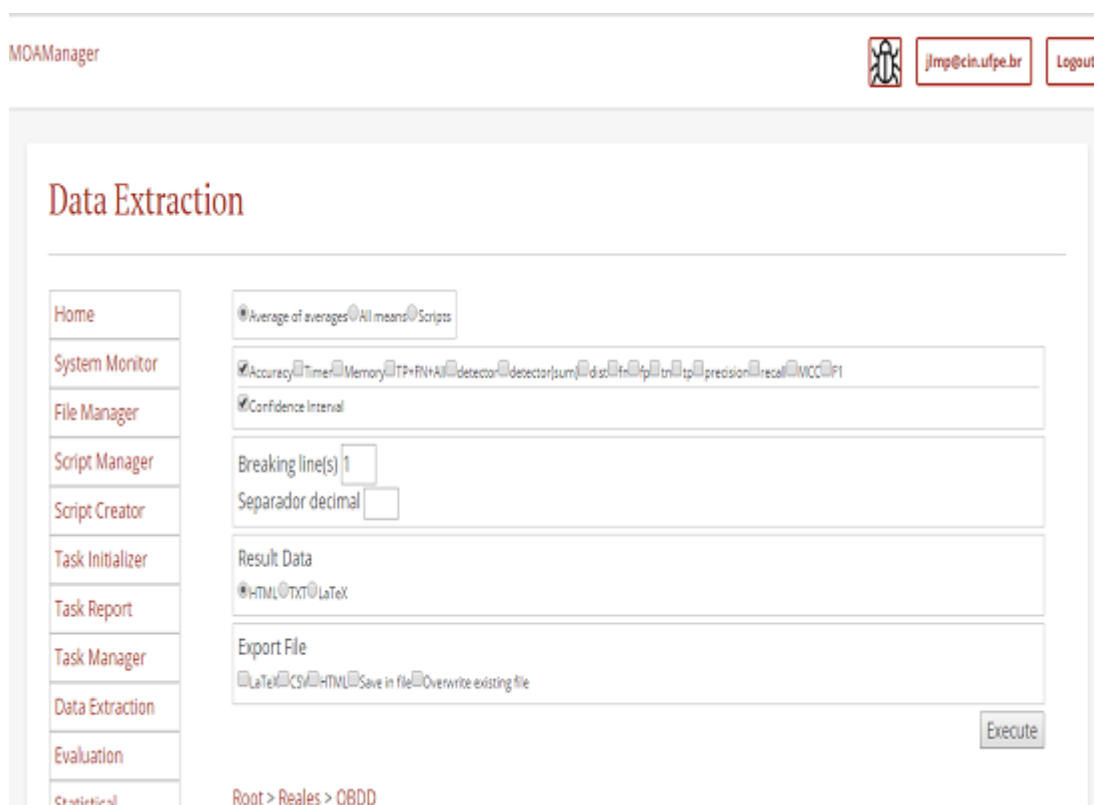 MOAManager
jlmp@cin.ufpe.br
Logout
Data Extraction
Home
System Monitor
File Manager
Script Manager
Script Creator
Task Initializer
Task Report
Task Manager
Data Extraction
Evaluation
Statistical
Average of averages All means Scripts
Accuracy Timer Memory TP+FN+All detector detector(sum) dist fn fp tn tp precision recall MCC F1
Confidence Interval
Breaking line(s) 1
Separador decimal
Result Data
HTML TXT LaTeX
Export File
LaTeX CSV HTML Save in file Overwrite existing file
Execute
Root > Reales > OBDD